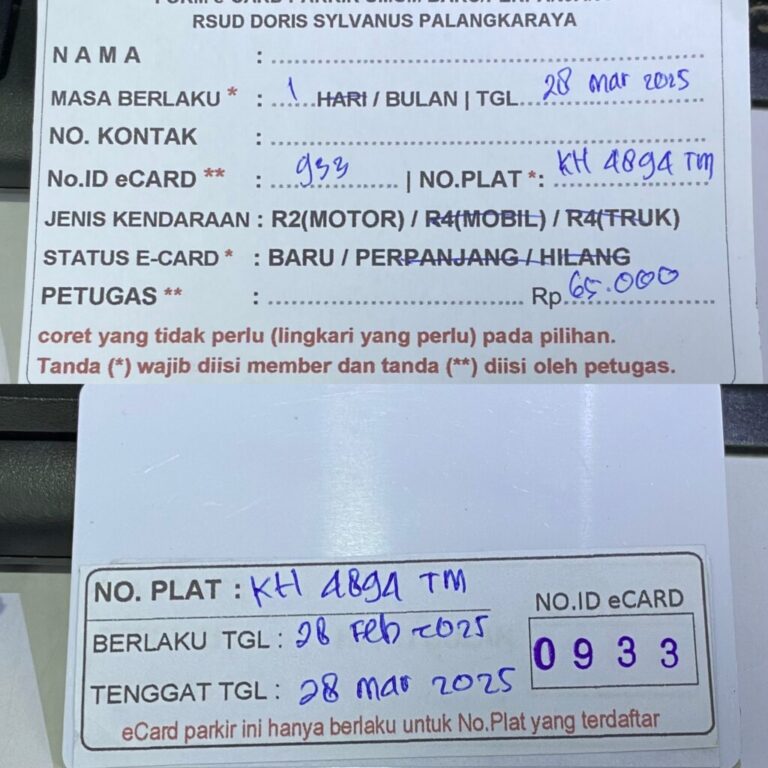 RSUD DORIS SYLVANUS PALANGKARAYA
N A M A :
MASA BERLAKU * : 1 HARI / BULAN | TGL 28 Mar 2025
NO. KONTAK :
No.ID eCARD ** : 933 | NO.PLAT *: KH 4894 TM
JENIS KENDARAAN : R2(MOTOR) / R4(MOBIL) / R4(TRUK)
STATUS E-CARD * : BARU / PERPANJANG / HILANG
PETUGAS ** : Rp 65.000
coret yang tidak perlu (lingkari yang perlu) pada pilihan.
Tanda (*) wajib diisi member dan tanda (**) diisi oleh petugas.
NO. PLAT : KH 4894 TM
BERLAKU TGL : 28 Feb 2025
TENGGAT TGL : 28 Mar 2025
NO.ID eCARD
0933
eCard parkir ini hanya berlaku untuk No.Plat yang terdaftar